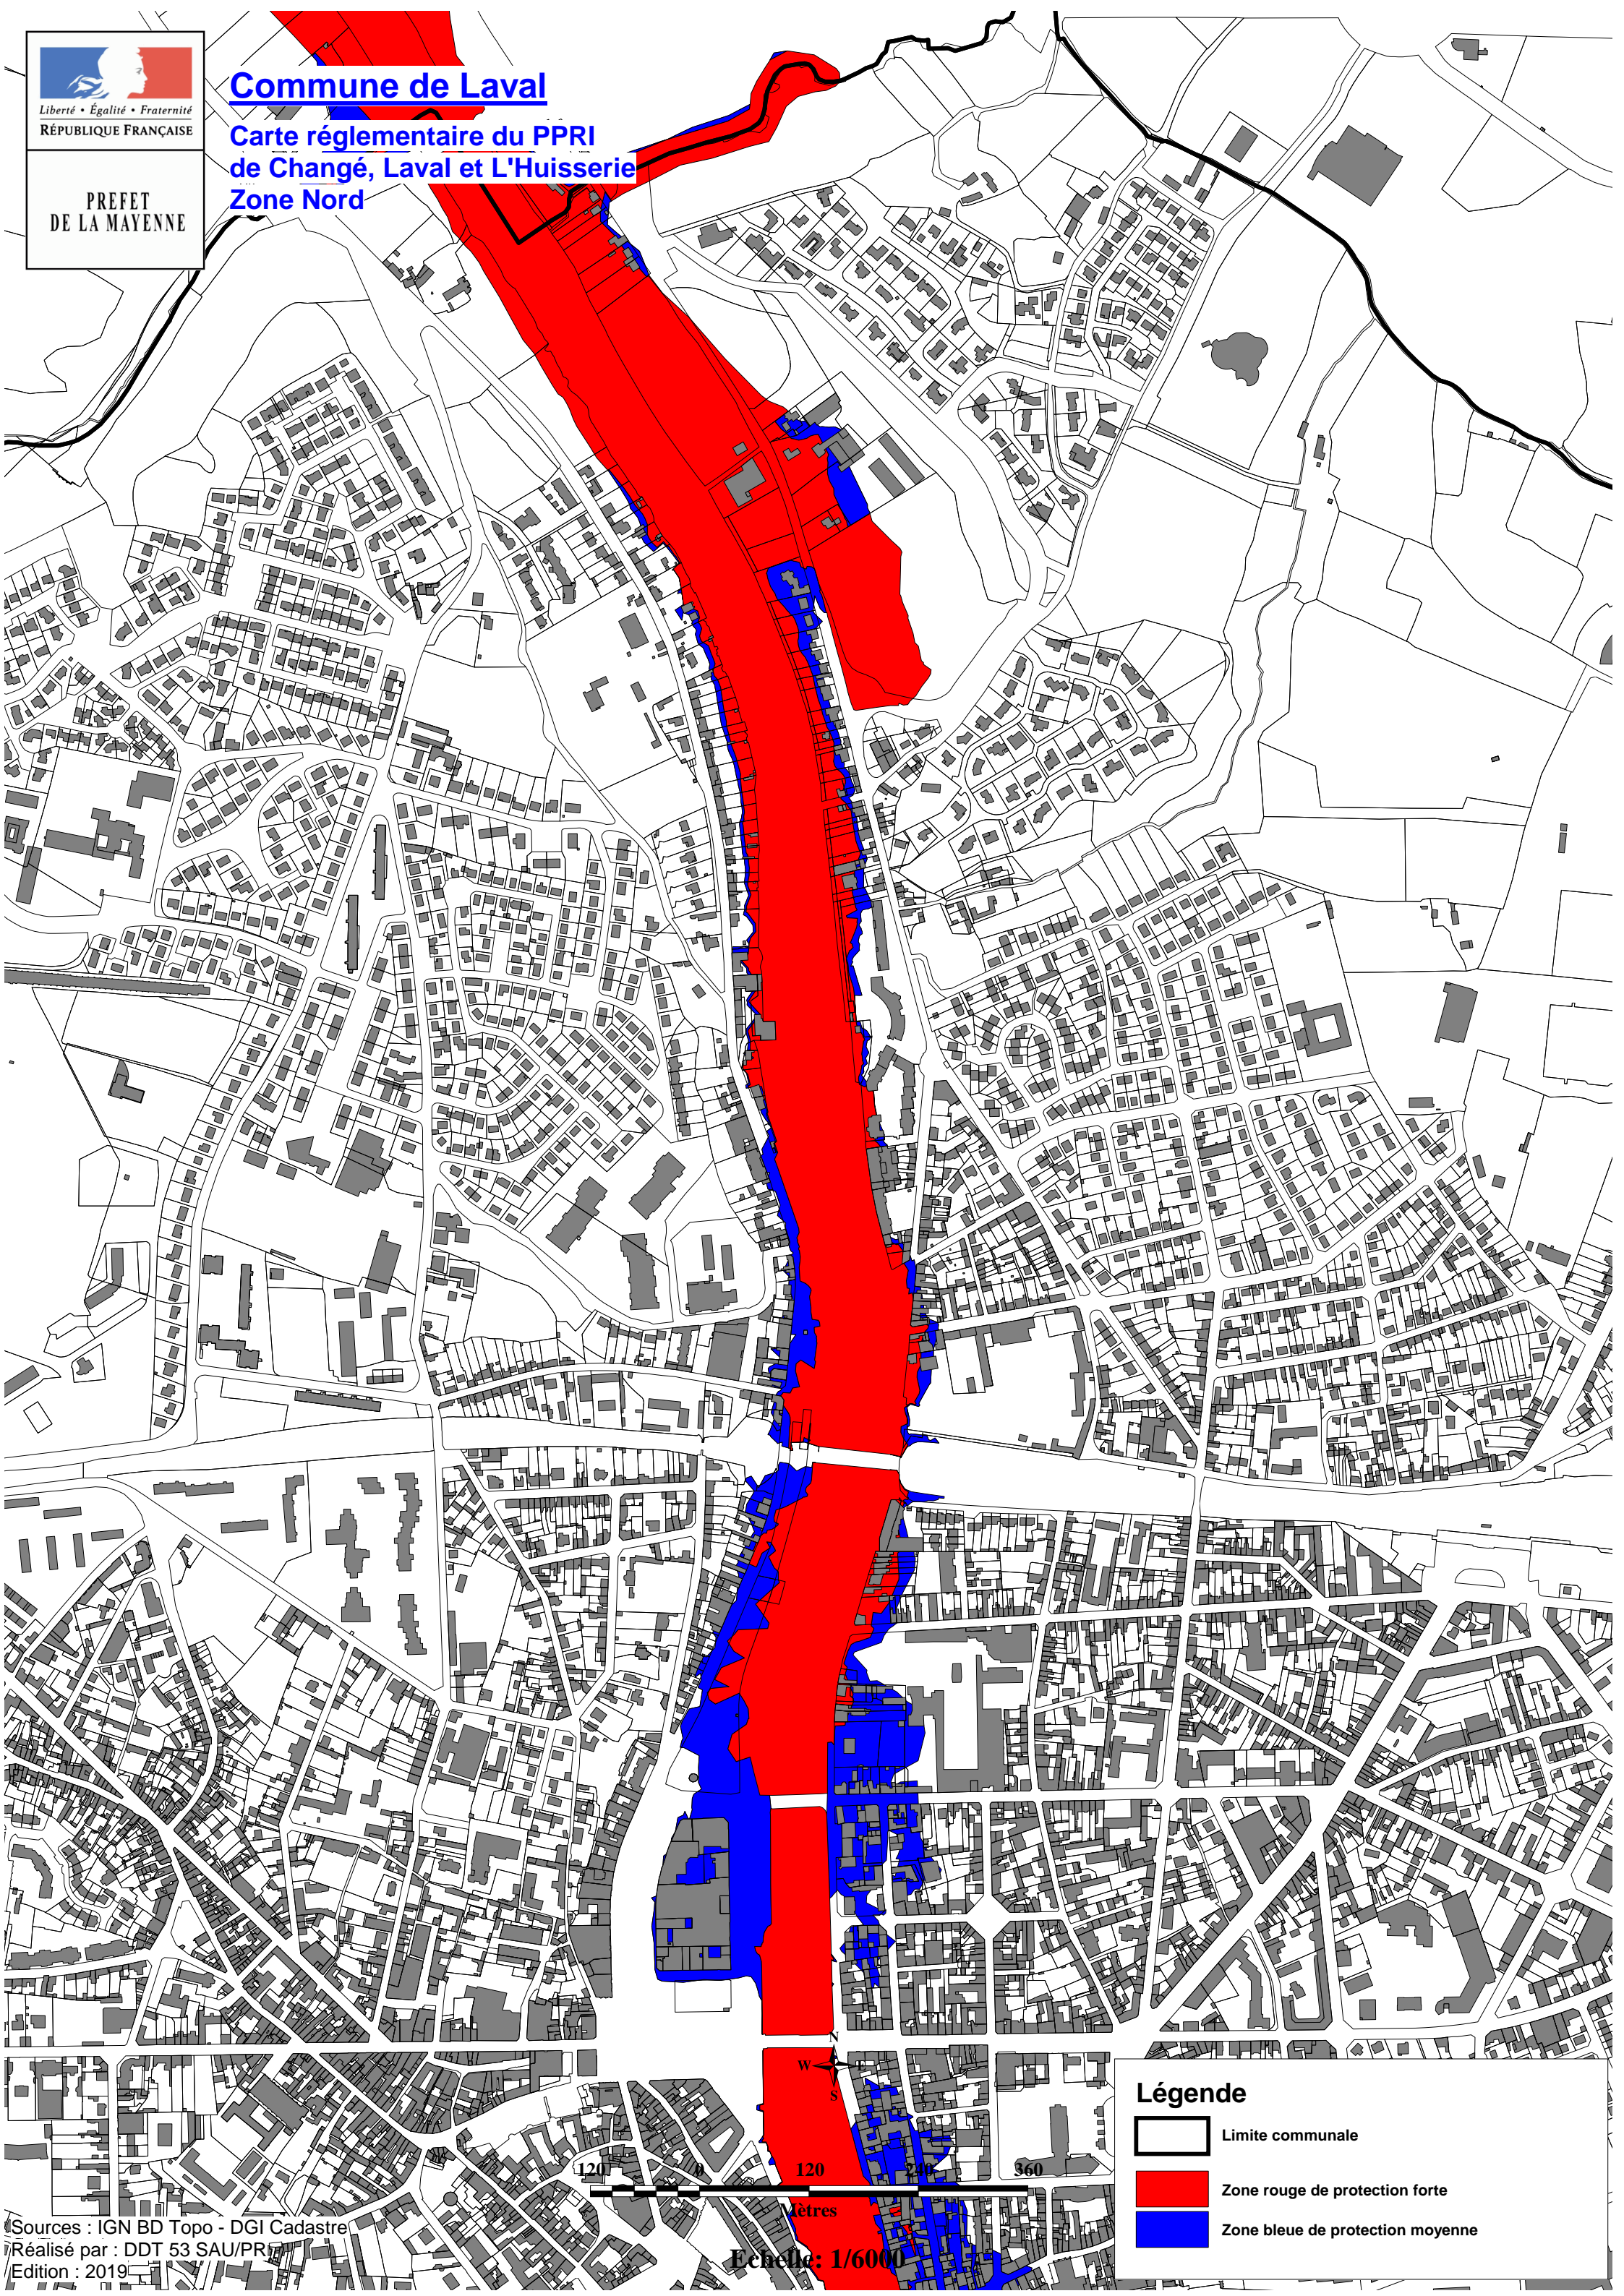 Liberté • Égalité • Fraternité
RÉPUBLIQUE FRANÇAISE
PREFET
DE LA MAYENNE
Commune de Laval
Carte réglementaire du PPRI
de Changé, Laval et L'Huisserie
Zone Nord
N
W E
S
120 0 120 240 360
Mètres
Echelle: 1/6000
Légende
Limite communale
Zone rouge de protection forte
Zone bleue de protection moyenne
Sources : IGN BD Topo - DGI Cadastre
Réalisé par : DDT 53 SAU/PR
Edition : 2019